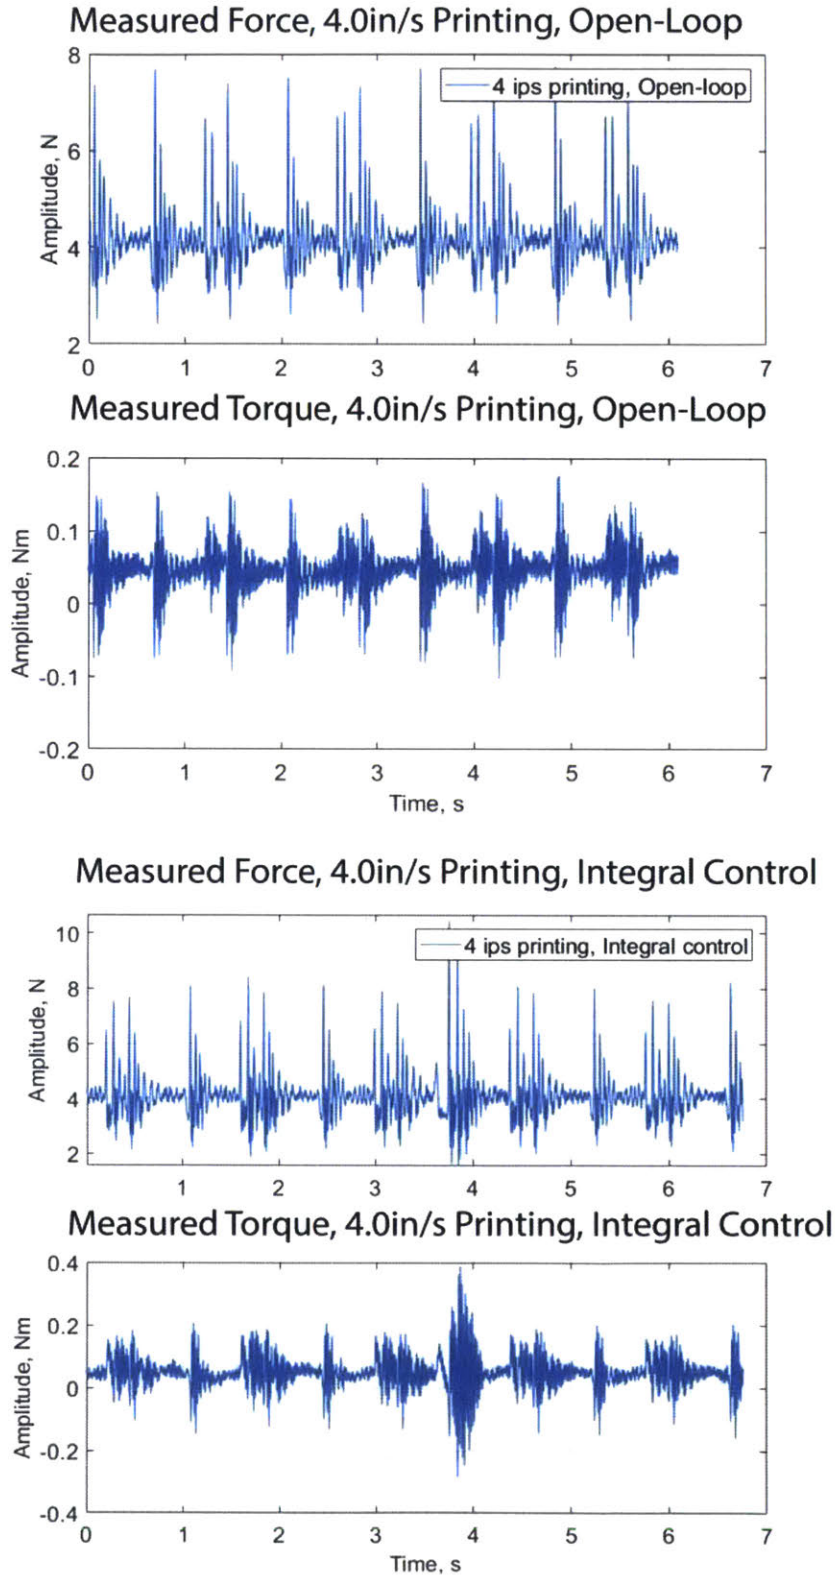 Measured Force, 4.0in/s Printing, Open-Loop
8
4 ips printing, Open-loop
6
Amplitude, N
4
2
0 1 2 3 4 5 6 7
Measured Torque, 4.0in/s Printing, Open-Loop
0.2
0.1
Amplitude, Nm
0
-0.1
-0.2
0 1 2 3 4 5 6 7
Time, s
Measured Force, 4.0in/s Printing, Integral Control
10
4 ips printing, Integral control
8
Amplitude, N
6
4
2
1 2 3 4 5 6 7
Measured Torque, 4.0in/s Printing, Integral Control
0.4
0.2
Amplitude, Nm
0
-0.2
-0.4
0 1 2 3 4 5 6 7
Time, s